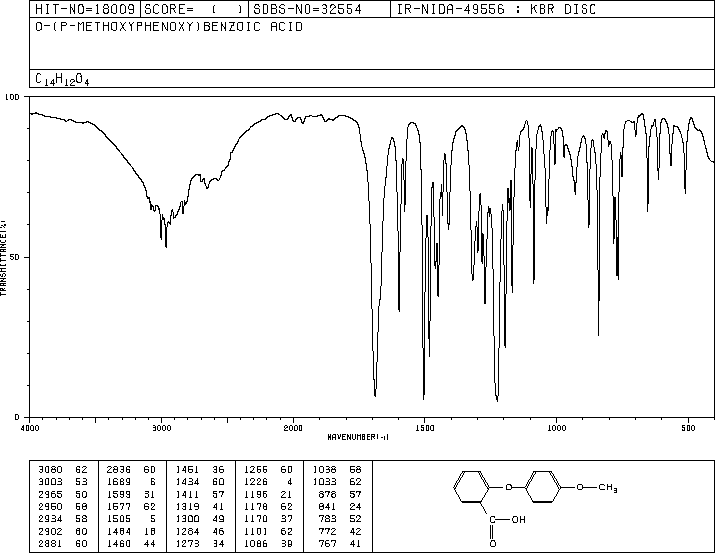 HIT-NO=18009 SCORE= ( ) SDBS-NO=32554 IR-NIDA-49556 : KBR DISC
O-(P-METHOXYPHENOXY)BENZOIC ACID
C14H12O4
100
50
0
TRANSMITTANCE(%)
4000 3000 2000 1500 1000 500
WAVENUMBER(-1)
3080 62 2836 60 1451 36 1255 60 1038 58
3003 53 1689 6 1434 60 1226 4 1033 62
2965 50 1599 31 1411 57 1196 21 878 57
2950 58 1577 62 1319 41 1178 62 841 24
2934 58 1505 5 1300 49 1170 37 783 52
2902 60 1484 18 1284 46 1101 62 772 42
2881 60 1460 44 1273 34 1086 39 767 41
O O—CH3
C—OH
O